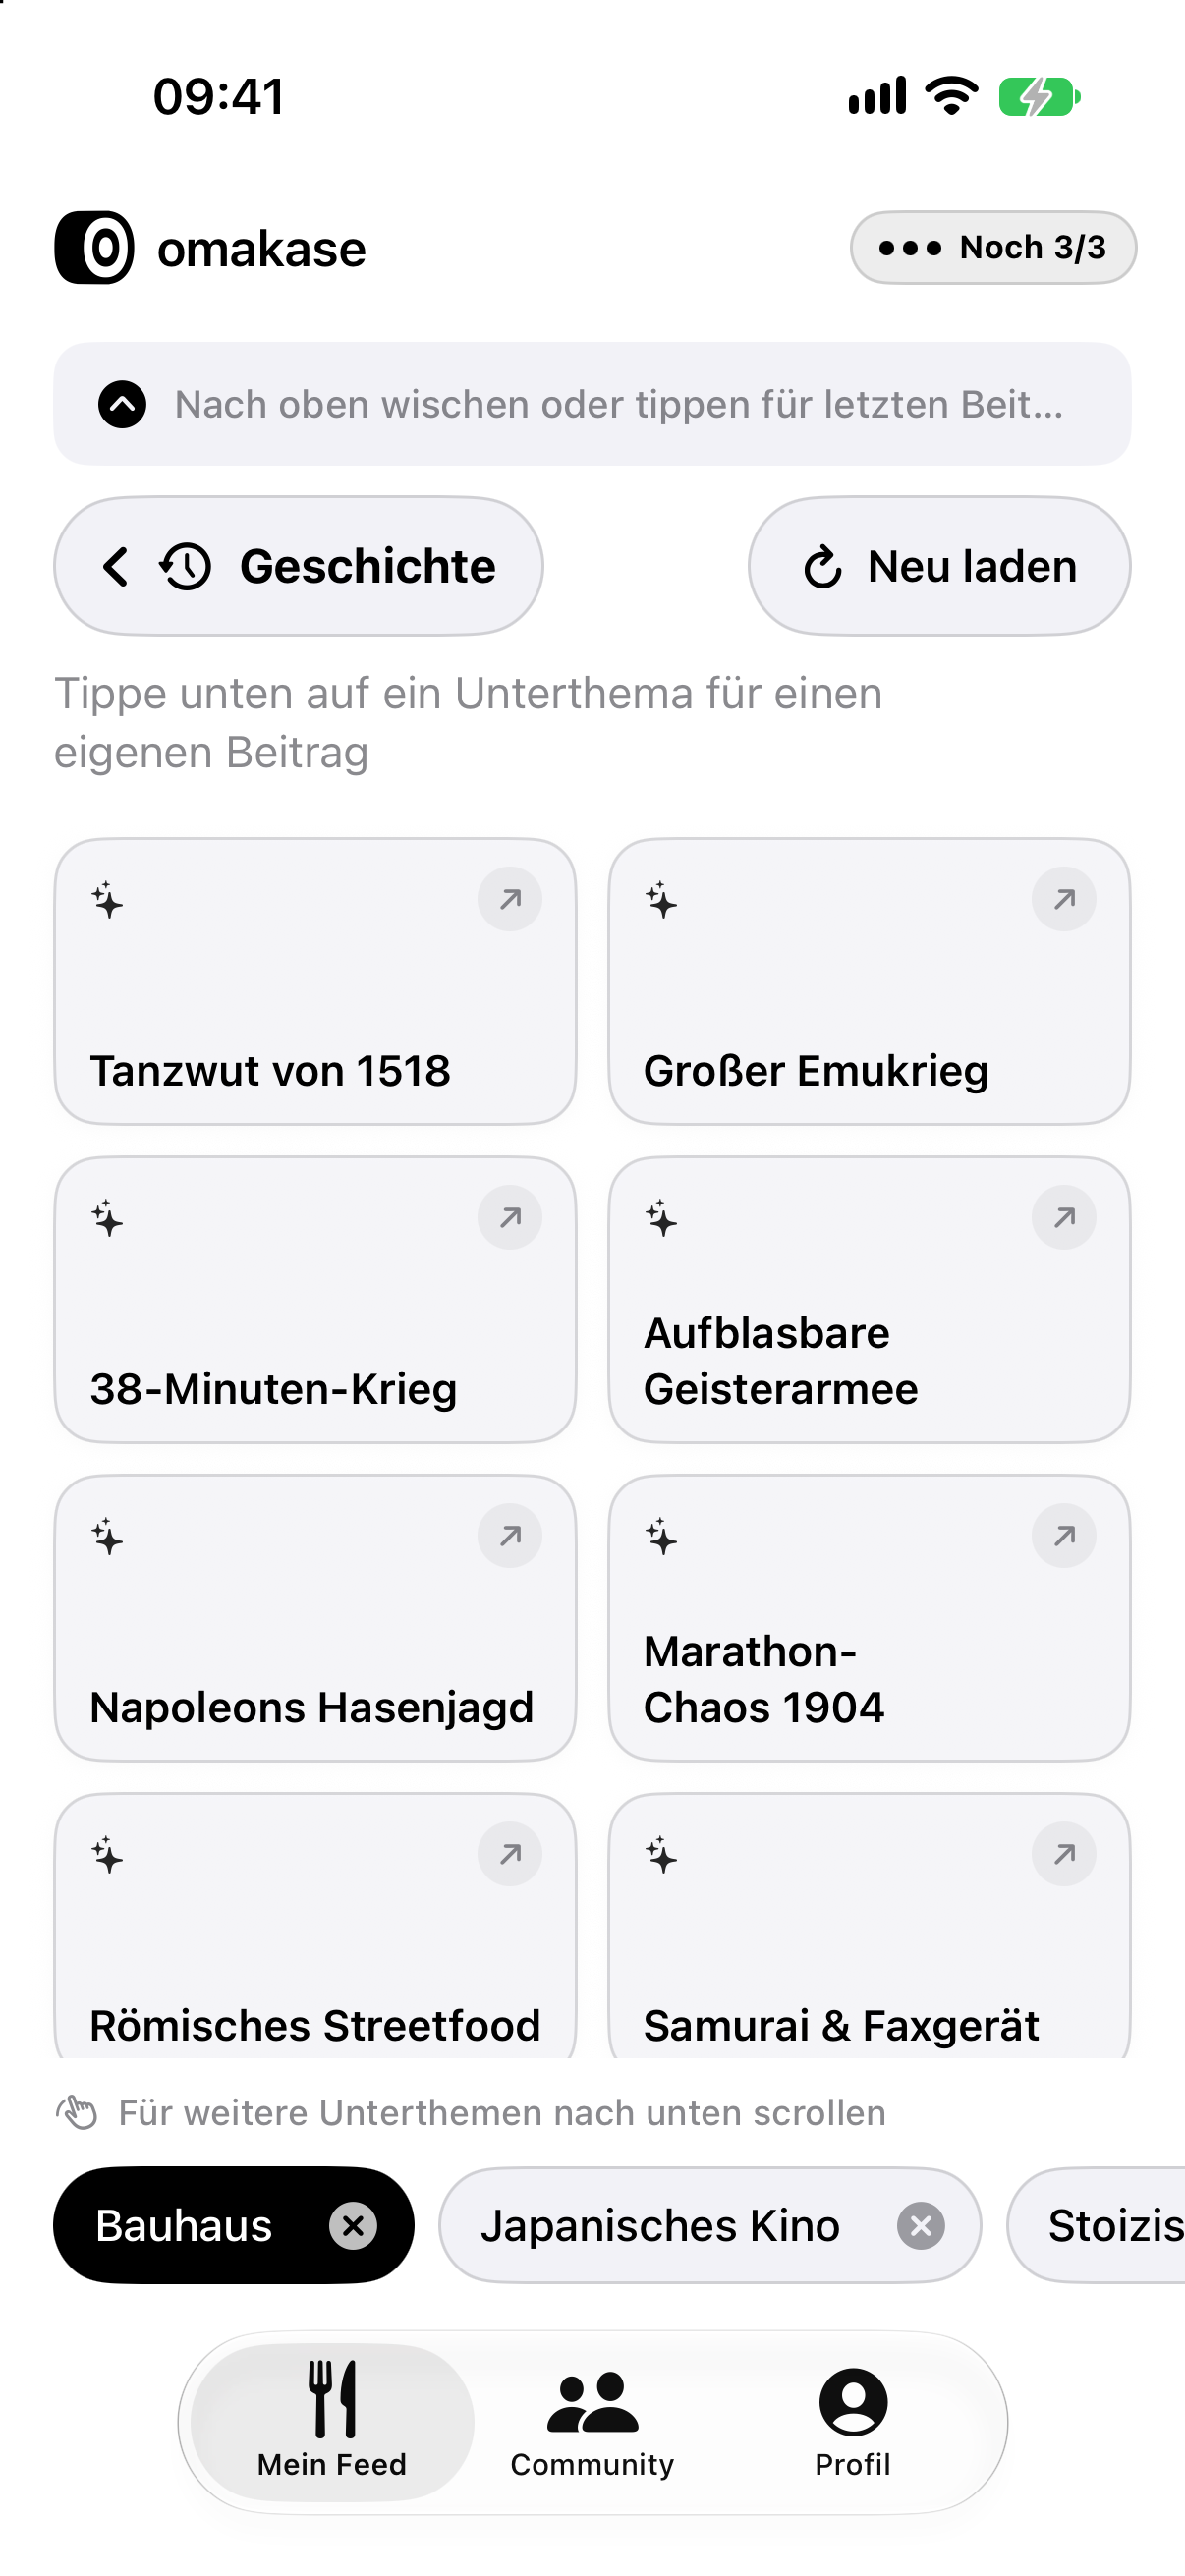 09:41
omakase
Noch 3/3
Nach oben wischen oder tippen für letzten Beit...
Geschichte
Neu laden
Tippe unten auf ein Unterthema für einen
eigenen Beitrag
Tanzwut von 1518
Großer Emukrieg
38-Minuten-Krieg
Aufblasbare
Geisterarmee
Napoleons Hasenjagd
Marathon-
Chaos 1904
Römisches Streetfood
Samurai & Faxgerät
Für weitere Unterthemen nach unten scrollen
Bauhaus
Japanisches Kino
Stoizis
Mein Feed
Community
Profil